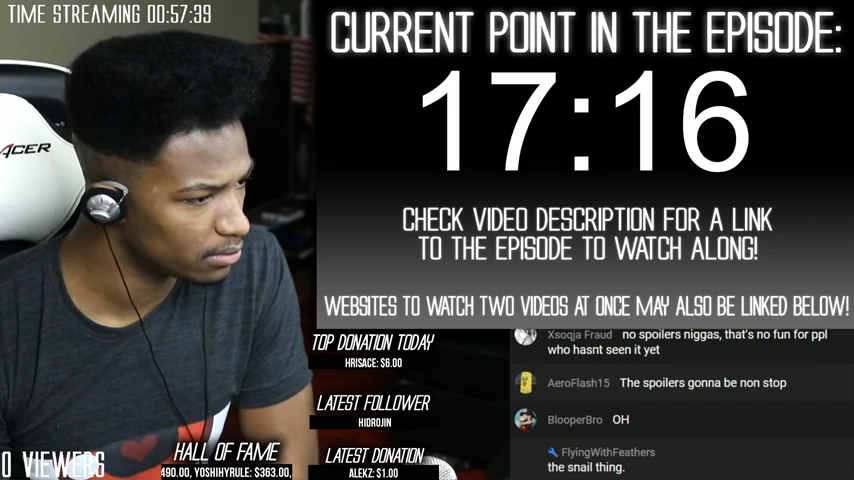 TIME STREAMING 00:57:39
CURRENT POINT IN THE EPISODE:
17:16
CHECK VIDEO DESCRIPTION FOR A LINK
TO THE EPISODE TO WATCH ALONG!
WEBSITES TO WATCH TWO VIDEOS AT ONCE MAY ALSO BE LINKED BELOW!
ACER
TOP DONATION TODAY
HRISACE: $6.00
LATEST FOLLOWER
HIDROJIN
LATEST DONATION
ALEKZ: $1.00
0 VIEWERS
HALL OF FAME
490.00, YOSHIHYRULE: $363.00,
Xsoqja Fraud no spoilers niggas, that's no fun for ppl
who hasnt seen it yet
AeroFlash15 The spoilers gonna be non stop
BlooperBro OH
FlyingWithFeathers
the snail thing.